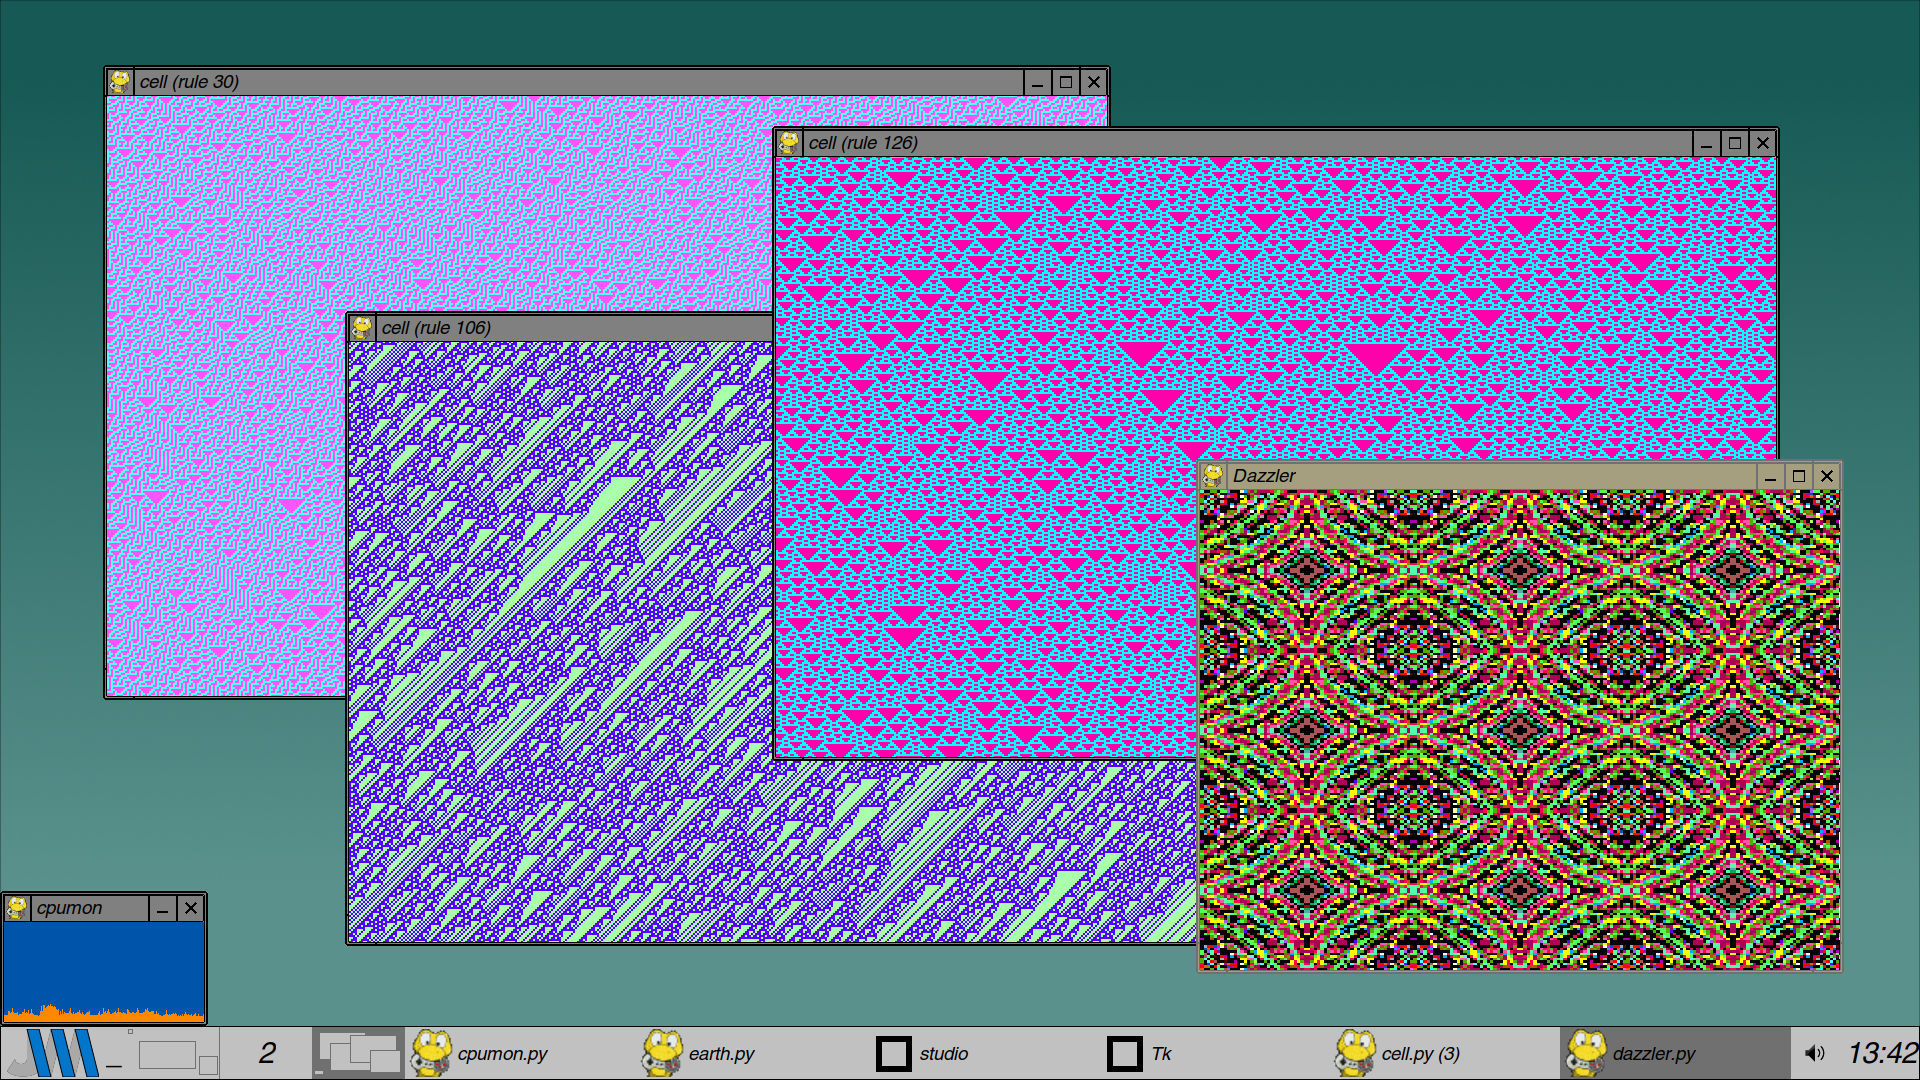 cell (rule 30)
cell (rule 126)
cell (rule 106)
Dazzler
cpumon
2
cpumon.py
earth.py
studio
Tk
cell.py (3)
dazzler.py
13:42